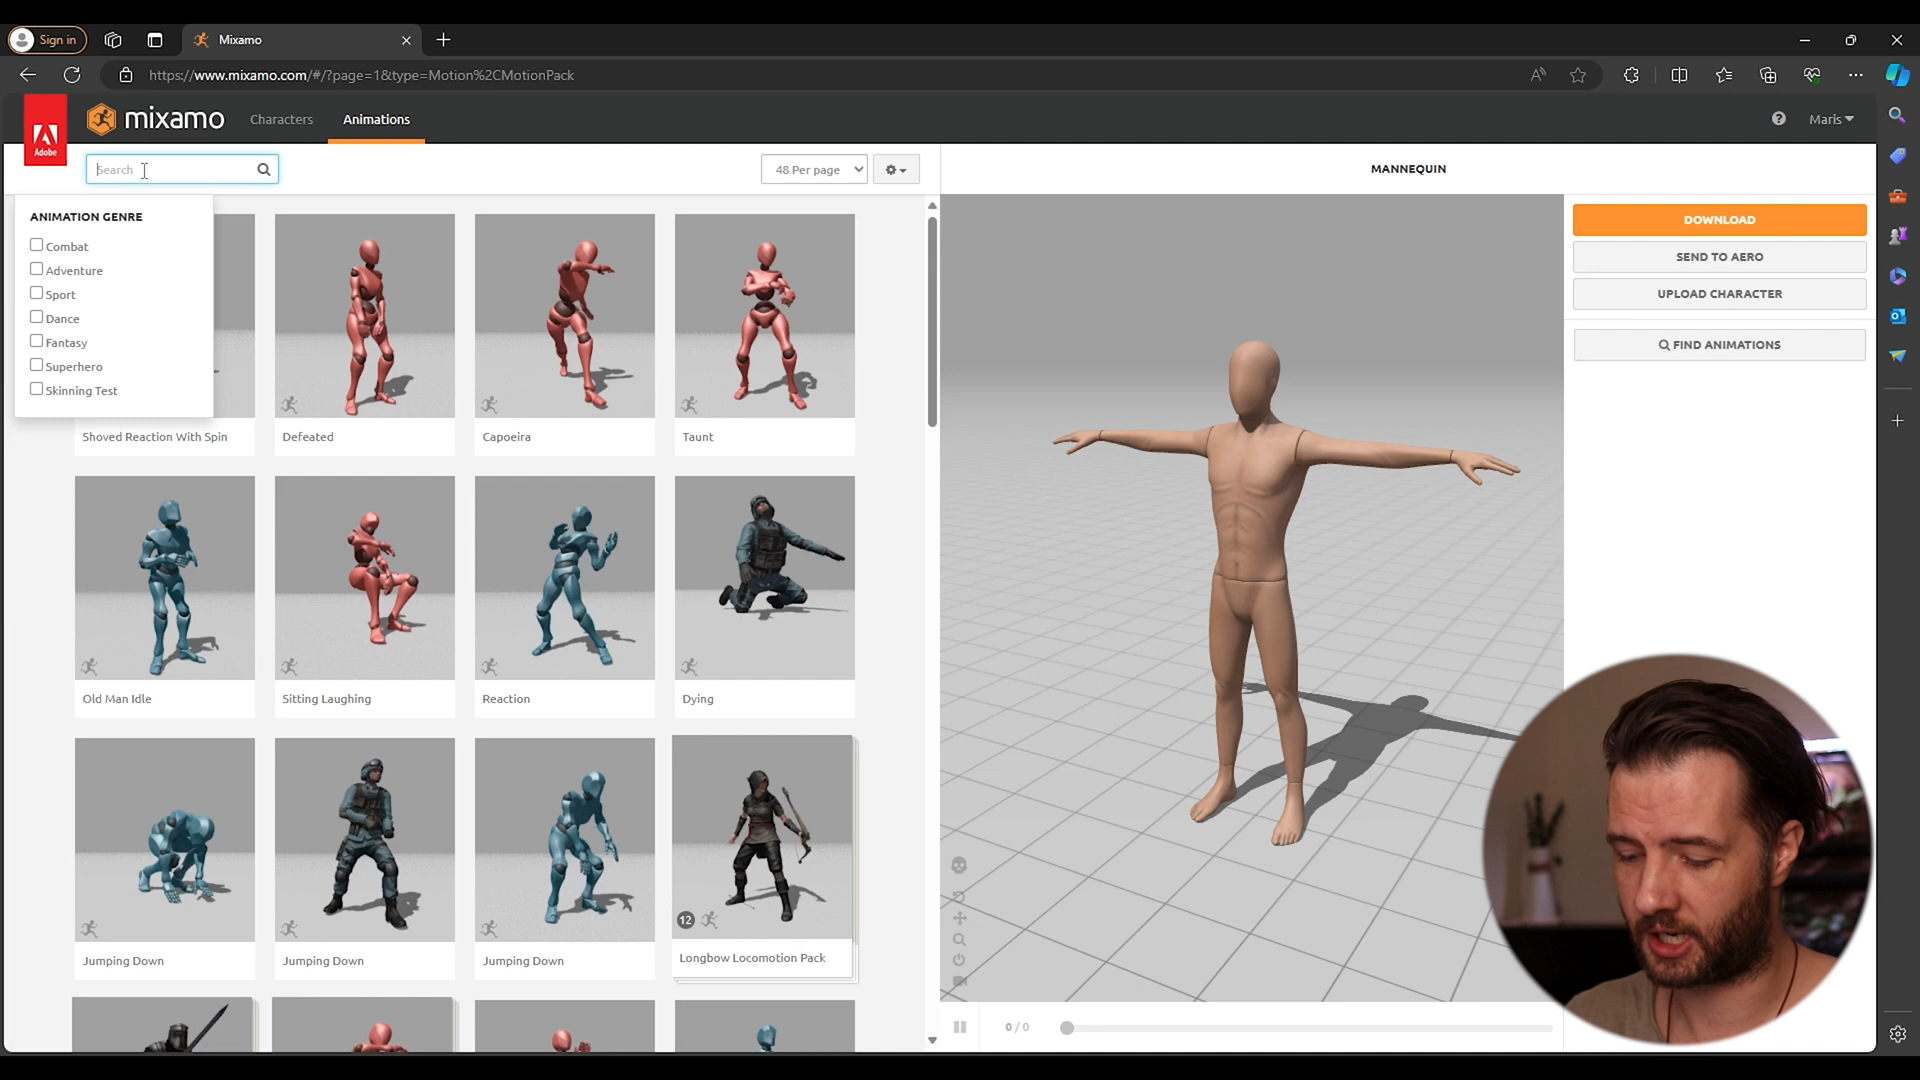 Sign in
Mixamo
https://www.mixamo.com/#/?page=1&type=Motion%2CMotionPack
Adobe
mixamo
Characters
Animations
Maris
Search
48 Per page
MANNEQUIN
ANIMATION GENRE
Combat
Adventure
Sport
Dance
Fantasy
Superhero
Skinning Test
DOWNLOAD
SEND TO AERO
UPLOAD CHARACTER
FIND ANIMATIONS
Shoved Reaction With Spin
Defeated
Capoeira
Taunt
Old Man Idle
Sitting Laughing
Reaction
Dying
12
Jumping Down
Jumping Down
Jumping Down
Longbow Locomotion Pack
0 / 0